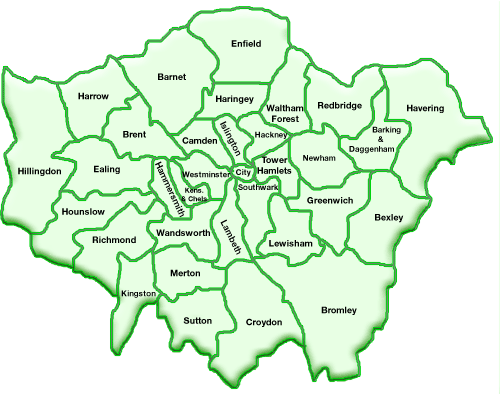 Enfield
Barnet
Harrow
Haringey
Waltham
Forest
Redbridge
Havering
Brent
Camden
Islington
Hackney
Barking
&
Daggenham
Hillingdon
Ealing
Hammersmith
Westminster
City
Tower
Hamlets
Newham
Kens.
& Chels
Southwark
Hounslow
Greenwich
Bexley
Richmond
Wandsworth
Lambeth
Lewisham
Merton
Kingston
Sutton
Croydon
Bromley